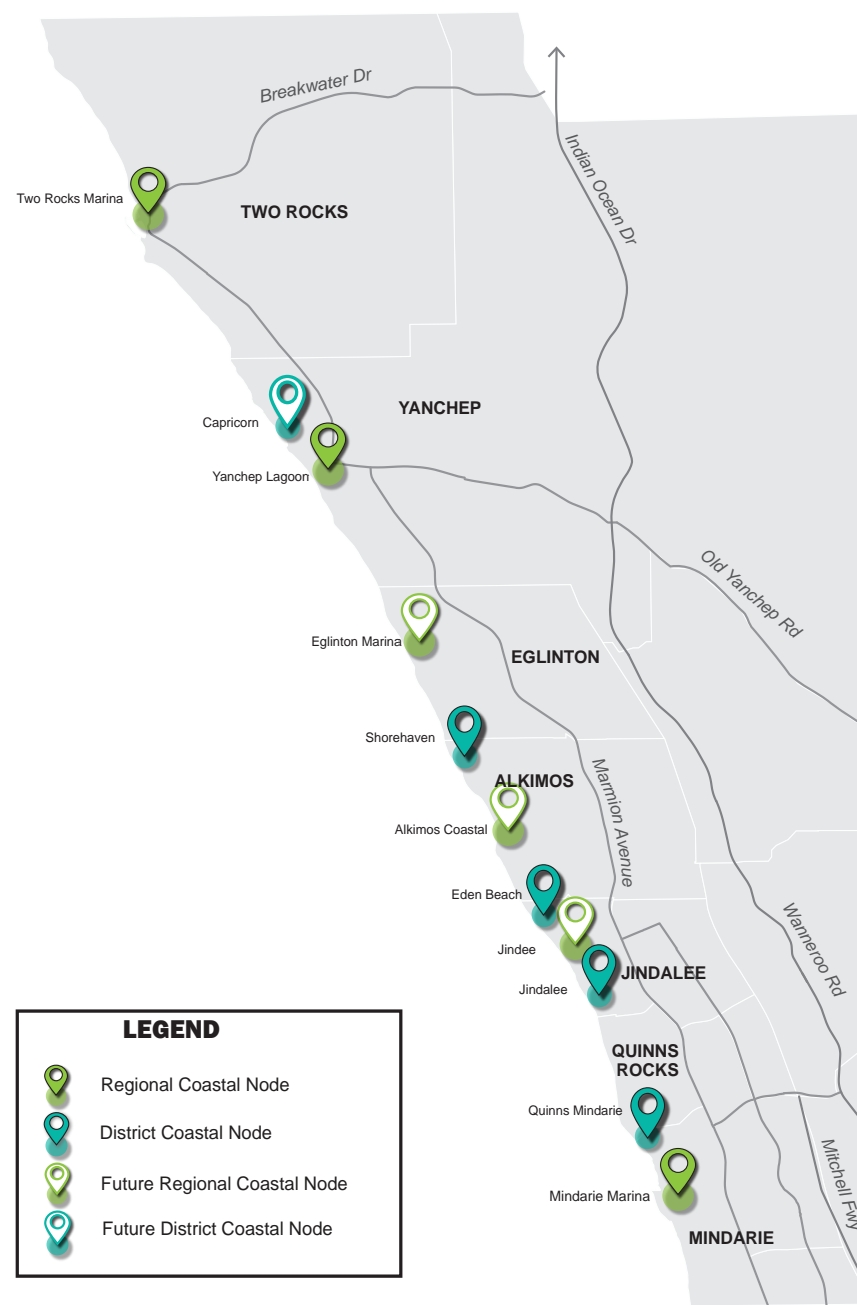 Breakwater Dr
Indian Ocean Dr
Two Rocks Marina
TWO ROCKS
Capricorn
YANCHEP
Yanchep Lagoon
Old Yanchep Rd
Eglinton Marina
EGLINTON
Shorehaven
ALKIMOS
Marmion Avenue
Alkimos Coastal
Eden Beach
Wanneroo Rd
Jindee
JINDALEE
Jindalee
QUINNS
ROCKS
Quinns Mindarie
Mitchell Fwy
Mindarie Marina
MINDARIE
LEGEND
Regional Coastal Node
District Coastal Node
Future Regional Coastal Node
Future District Coastal Node